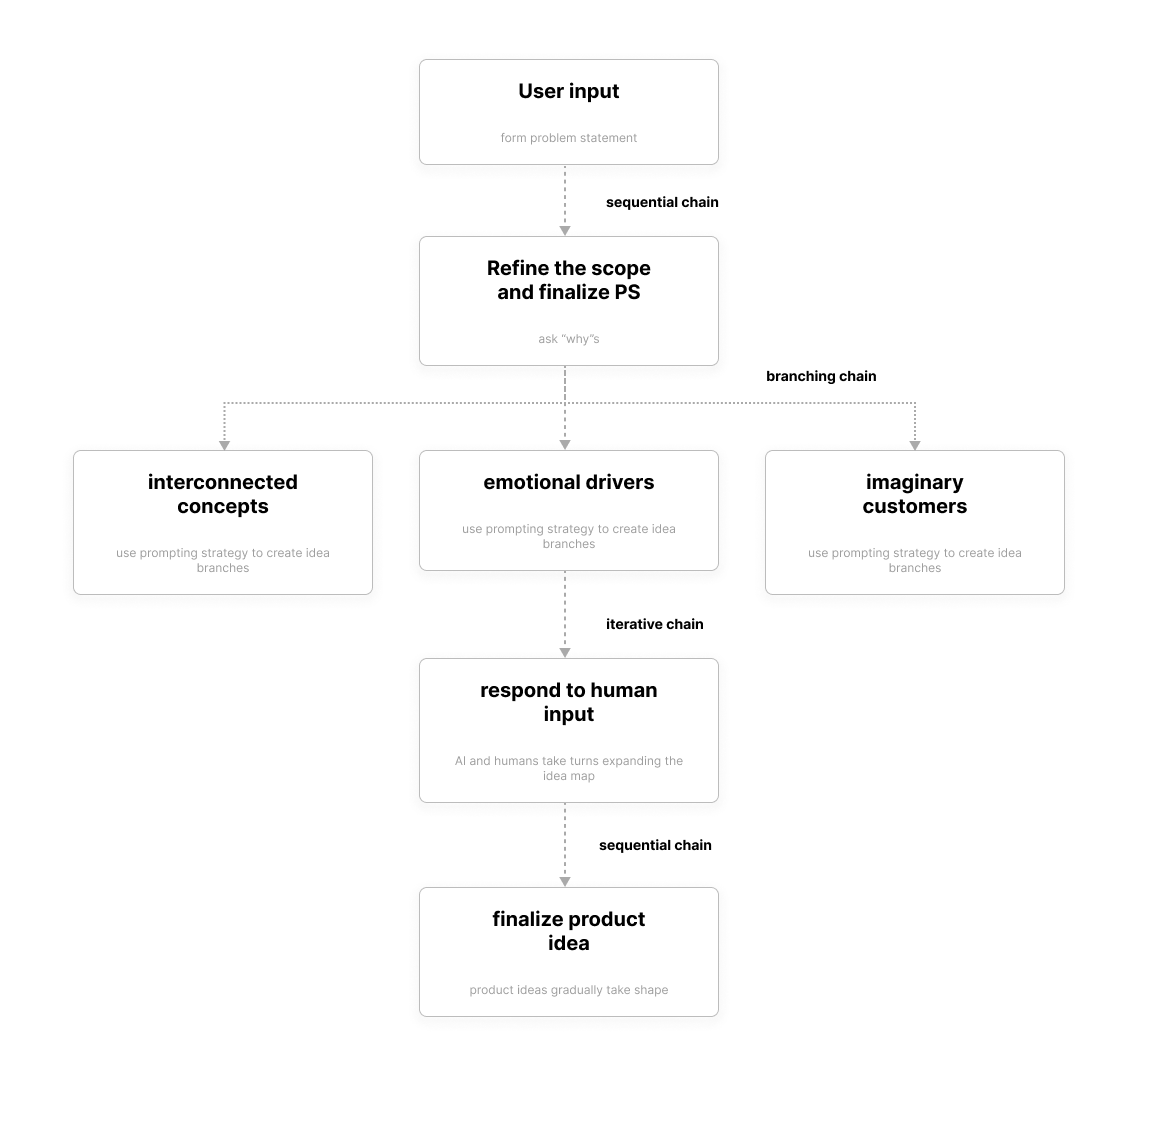 User input
form problem statement
sequential chain
Refine the scope
and finalize PS
ask “why”s
branching chain
interconnected
concepts
use prompting strategy to create idea
branches
emotional drivers
use prompting strategy to create idea
branches
imaginary
customers
use prompting strategy to create idea
branches
iterative chain
respond to human
input
AI and humans take turns expanding the
idea map
sequential chain
finalize product
idea
product ideas gradually take shape